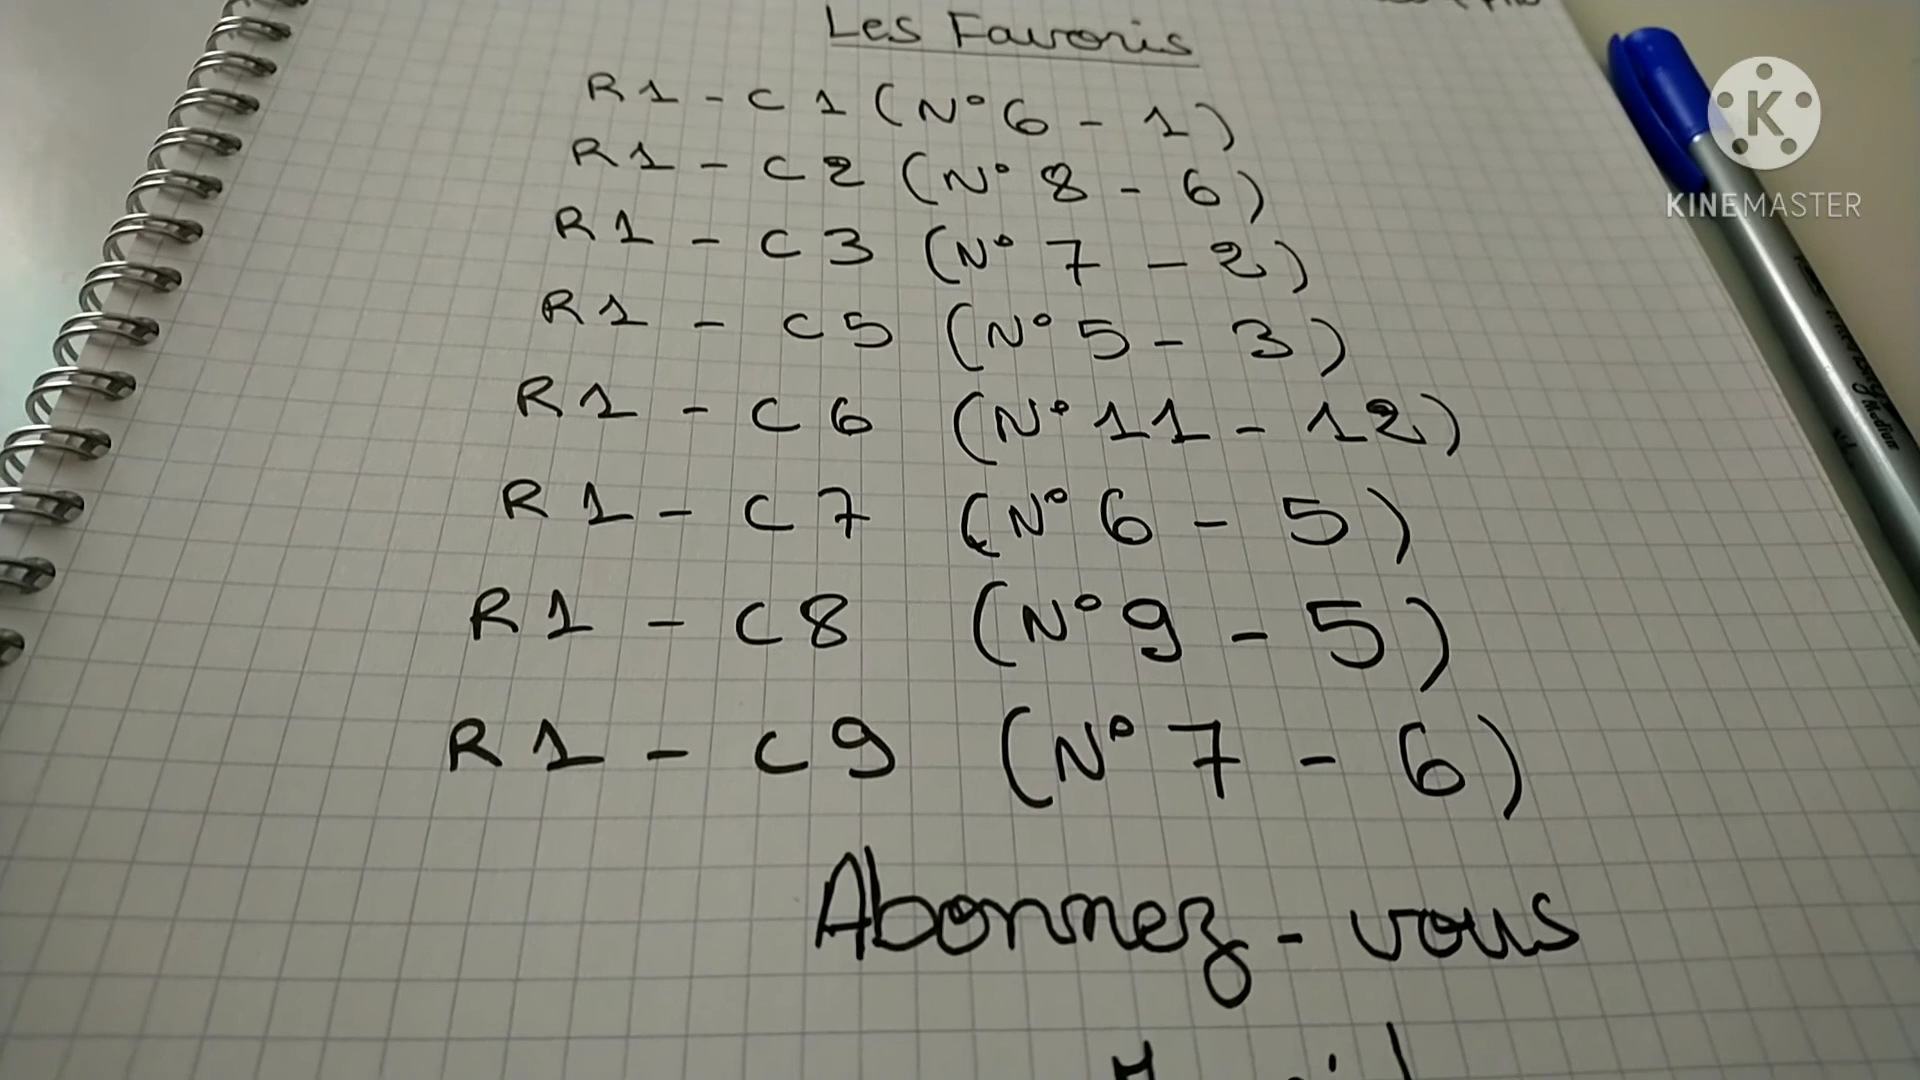 Les Favoris
R1 - C1 (N° 6 - 1)
R1 - C2 (N° 8 - 6)
R1 - C3 (N° 7 - 2)
R1 - C5 (N° 5 - 3)
R1 - C6 (N° 11 - 12)
R1 - C7 (N° 6 - 5)
R1 - C8 (N° 9 - 5)
R1 - C9 (N° 7 - 6)
Abonnez-vous
K
KINEMASTER
Medium